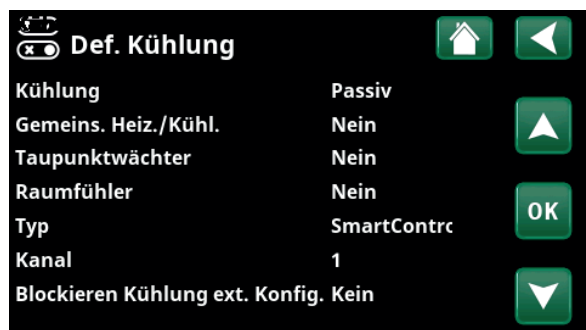 Def. Kühlung
Kühlung Passiv
Gemeins. Heiz./Kühl. Nein
Taupunktwächter Nein
Raumfühler Nein
Typ SmartContrc
OK
Kanal 1
Blockieren Kühlung ext. Konfig. Kein